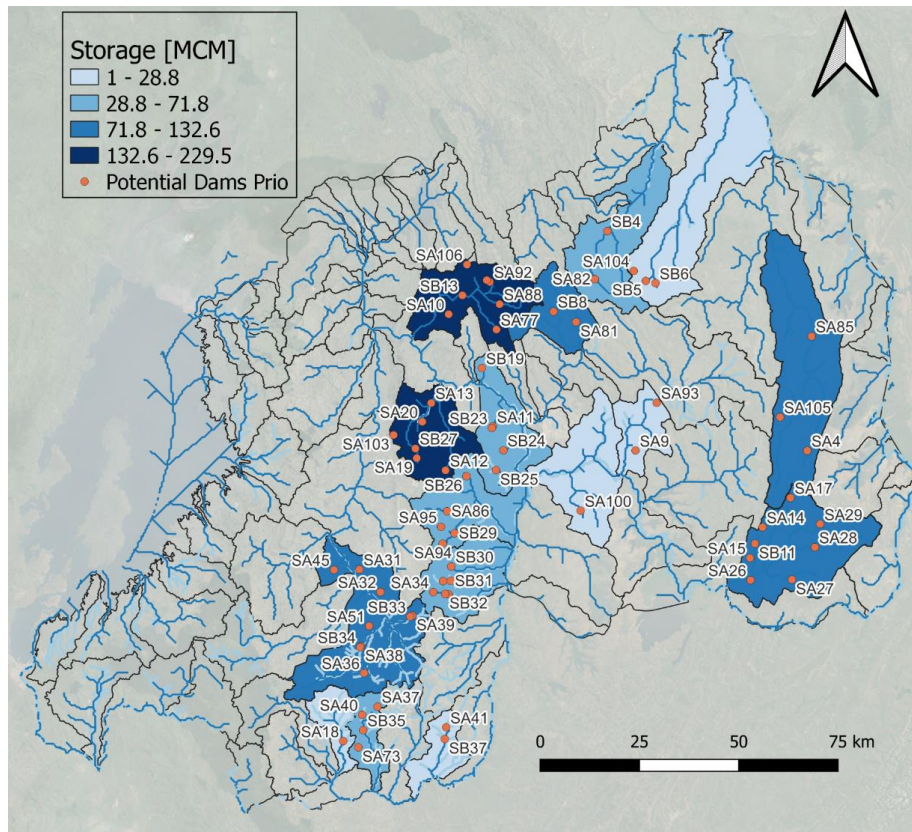 Storage [MCM]
1 - 28.8
28.8 - 71.8
71.8 - 132.6
132.6 - 229.5
Potential Dams Prio
SB4
SA106
SA92
SA104
SB6
SA82
SB5
SB13
SA88
SB8
SA10
SA77
SA81
SA85
SB19
SA13
SA93
SA20
SB23
SA11
SA105
SA103
SB27
SB24
SA9
SA4
SA19
SA12
SB26
SB25
SA17
SA86
SA100
SA95
SB29
SA14
SA29
SA94
SA15
SB11
SA28
SA45
SA31
SB30
SA26
SA32
SA34
SB31
SA27
SB33
SB32
SA51
SA39
SB34
SA38
SA36
SA37
SA40
SB35
SA41
SA18
SB37
SA73
0 25 50 75 km